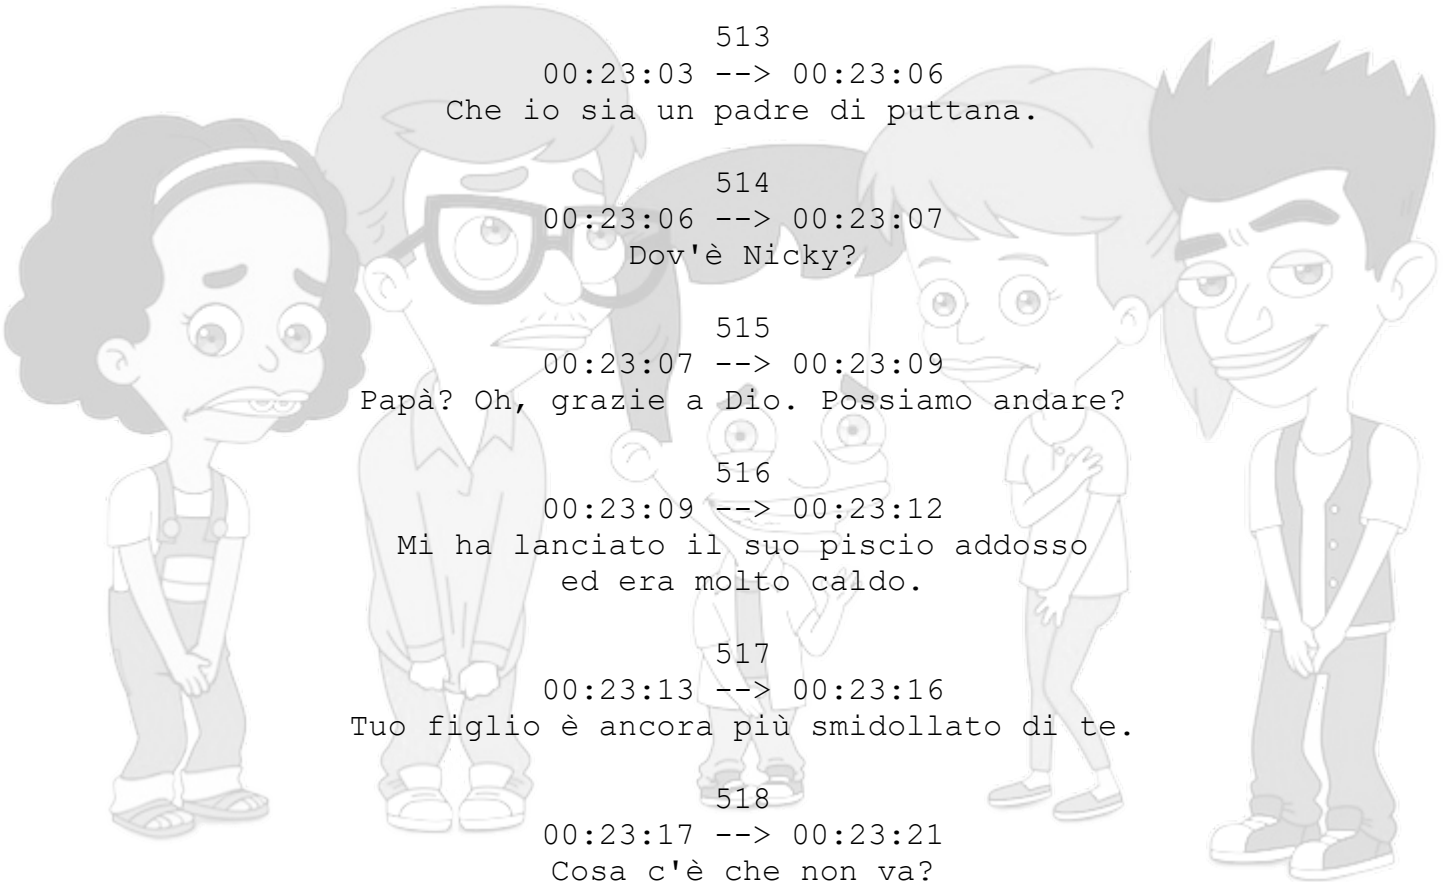 513
00:23:03 --> 00:23:06
Che io sia un padre di puttana.
514
00:23:06 --> 00:23:07
Dov'è Nicky?
515
00:23:07 --> 00:23:09
Papà? Oh, grazie a Dio. Possiamo andare?
516
00:23:09 --> 00:23:12
Mi ha lanciato il suo piscio addosso
ed era molto caldo.
517
00:23:13 --> 00:23:16
Tuo figlio è ancora più smidollato di te.
518
00:23:17 --> 00:23:21
Cosa c'è che non va?